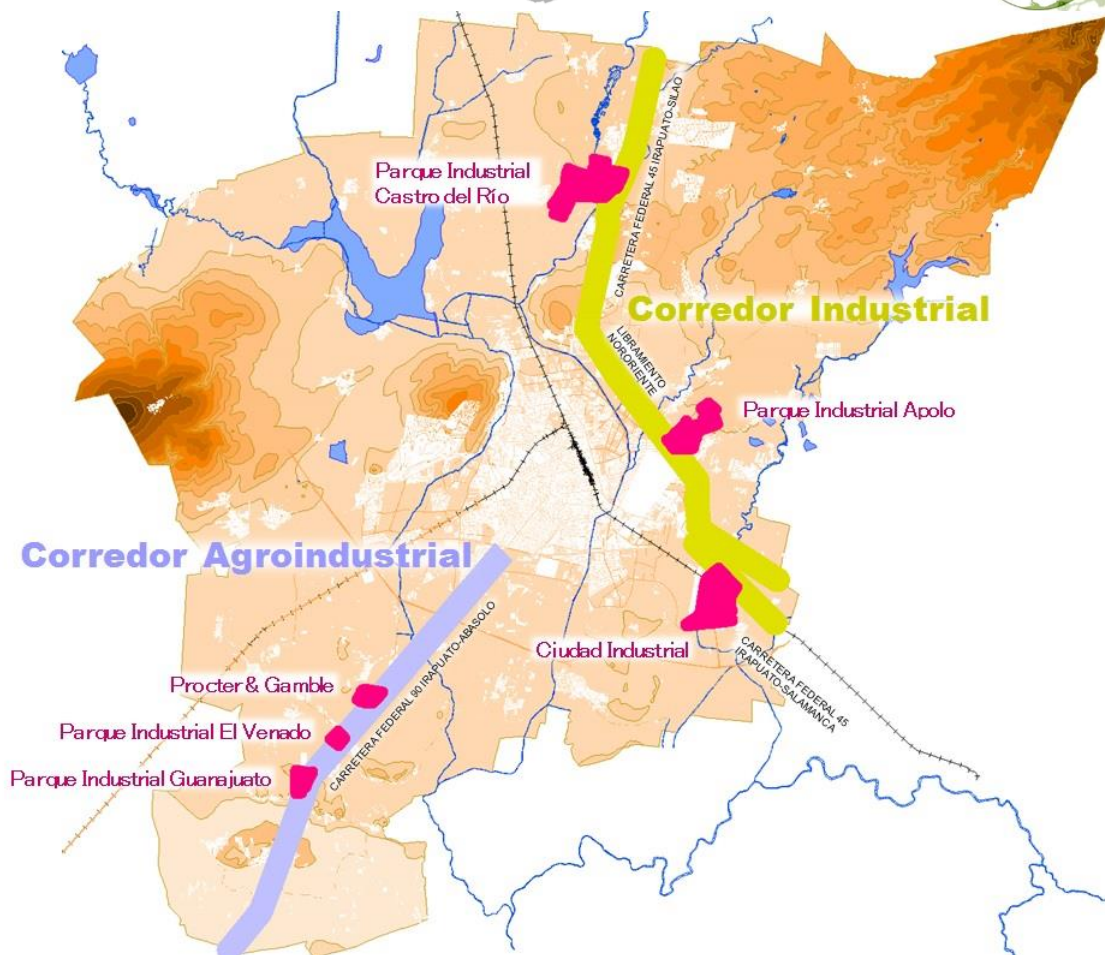 Parque Industrial
Castro del Río
CARRETERA FEDERAL 45 IRAPUATO-SILAO
Corredor Industrial
LIBRAMIENTO
NORORIENTE
Parque Industrial Apolo
Corredor Agroindustrial
CARRETERA FEDERAL 90 IRAPUATO-ABASOLO
Ciudad Industrial
CARRETERA FEDERAL 45
IRAPUATO-SALAMANCA
Procter & Gamble
Parque Industrial El Venado
Parque Industrial Guanajuato